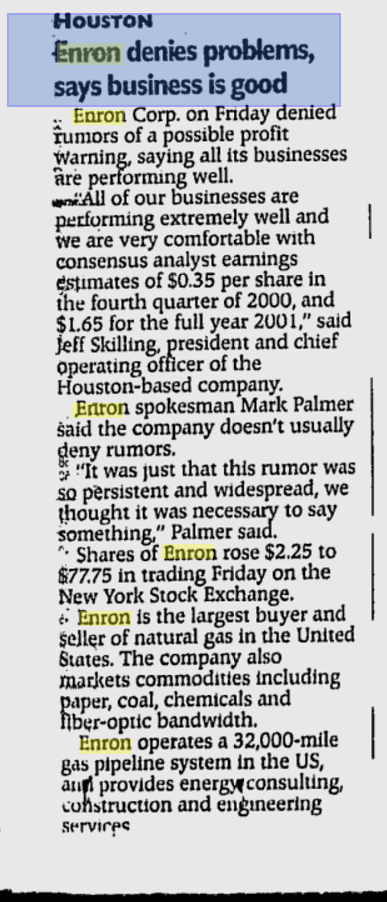 HOUSTON
Enron denies problems,
says business is good
Enron Corp. on Friday denied
rumors of a possible profit
warning, saying all its businesses
are performing well.
"All of our businesses are
performing extremely well and
we are very comfortable with
consensus analyst earnings
estimates of $0.35 per share in
the fourth quarter of 2000, and
$1.65 for the full year 2001," said
Jeff Skilling, president and chief
operating officer of the
Houston-based company.
Enron spokesman Mark Palmer
said the company doesn't usually
deny rumors.
"It was just that this rumor was
so persistent and widespread, we
thought it was necessary to say
something," Palmer said.
Shares of Enron rose $2.25 to
$77.75 in trading Friday on the
New York Stock Exchange.
Enron is the largest buyer and
seller of natural gas in the United
States. The company also
markets commodities including
paper, coal, chemicals and
fiber-optic bandwidth.
Enron operates a 32,000-mile
gas pipeline system in the US,
and provides energy consulting,
construction and engineering
services